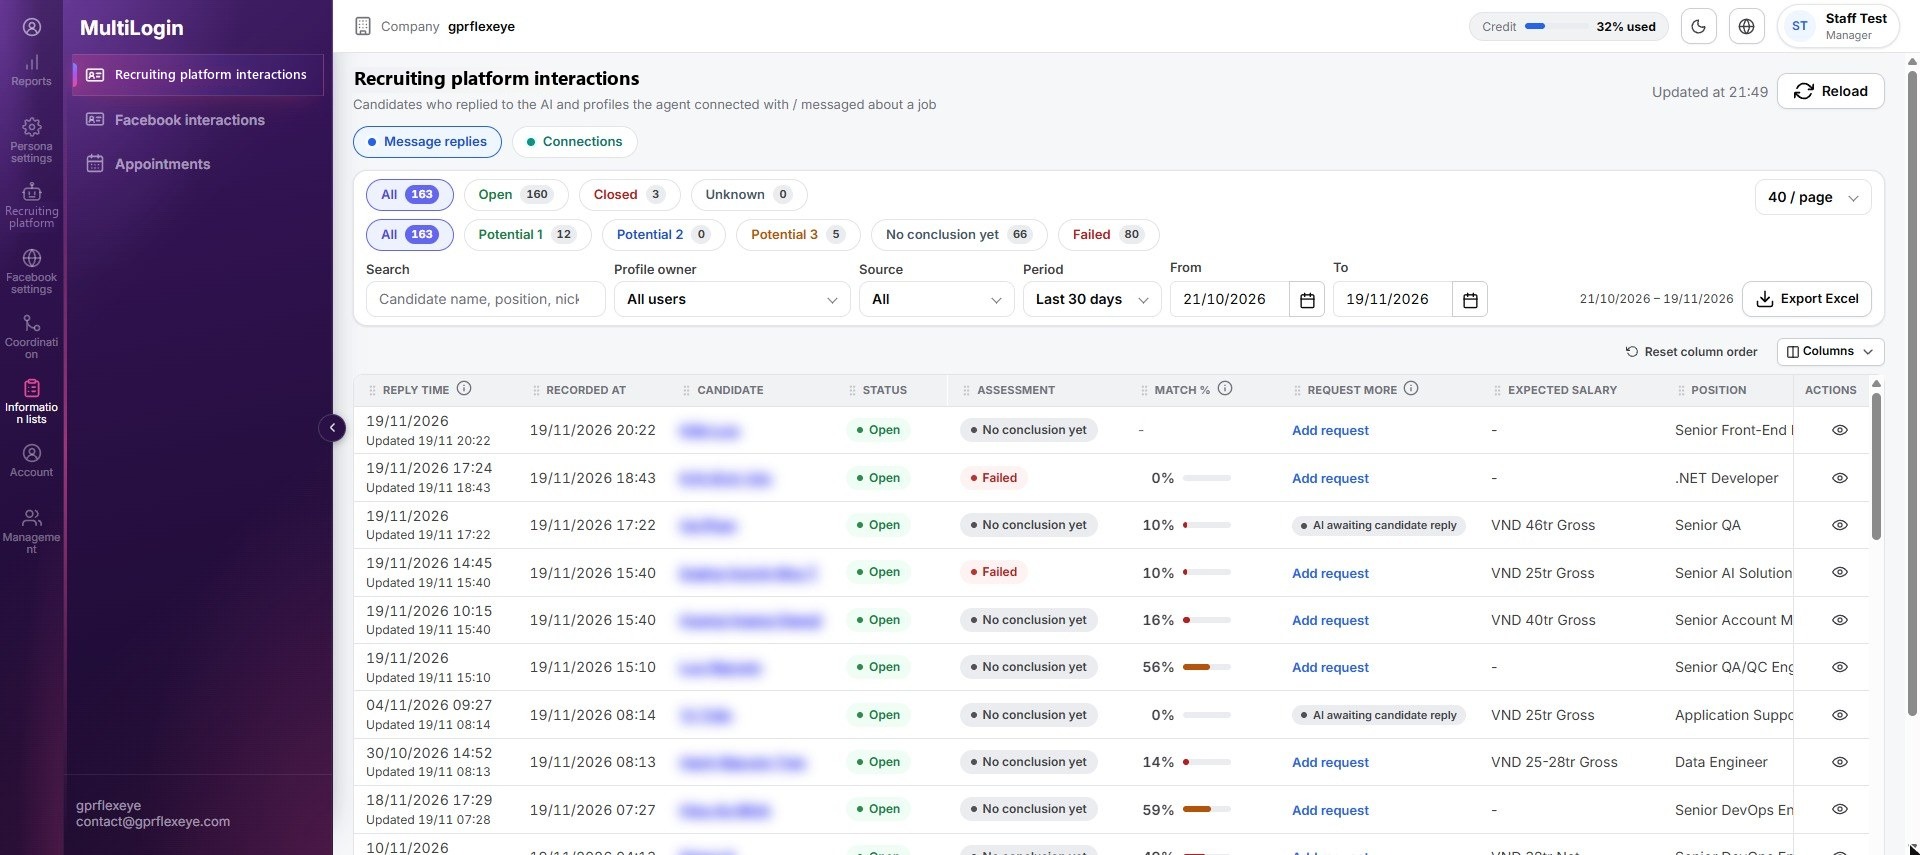 MultiLogin
Reports
Persona
settings
Recruiting
platform
Facebook
settings
Coordinati
on
Informatio
n lists
Account
Manageme
nt
Recruiting platform interactions
Facebook interactions
Appointments
gprflexeye
contact@gprflexeye.com
Company gprflexeye
Credit 32% used
ST
Staff Test
Manager
Recruiting platform interactions
Candidates who replied to the AI and profiles the agent connected with / messaged about a job
Updated at 21:49
Reload
Message replies Connections
All 163 Open 160 Closed 3 Unknown 0
40 / page
All 163 Potential 1 12 Potential 2 0 Potential 3 5 No conclusion yet 66 Failed 80
Search Profile owner Source Period From To
Candidate name, position, nick All users All Last 30 days 21/10/2026 19/11/2026 21/10/2026 – 19/11/2026 Export Excel
Reset column order Columns
REPLY TIME RECORDED AT CANDIDATE STATUS ASSESSMENT MATCH % REQUEST MORE EXPECTED SALARY POSITION ACTIONS
19/11/2026
Updated 19/11 20:22
19/11/2026 20:22 Open No conclusion yet - Add request - Senior Front-End
19/11/2026 17:24
Updated 19/11 18:43
19/11/2026 18:43 Open Failed 0% Add request - .NET Developer
19/11/2026
Updated 19/11 17:22
19/11/2026 17:22 Open No conclusion yet 10% AI awaiting candidate reply VND 46tr Gross Senior QA
19/11/2026 14:45
Updated 19/11 15:40
19/11/2026 15:40 Open Failed 10% Add request VND 25tr Gross Senior AI Solution
19/11/2026 10:15
Updated 19/11 15:40
19/11/2026 15:40 Open No conclusion yet 16% Add request VND 40tr Gross Senior Account M
19/11/2026
Updated 19/11 15:10
19/11/2026 15:10 Open No conclusion yet 56% Add request - Senior QA/QC Eng
04/11/2026 09:27
Updated 19/11 08:14
19/11/2026 08:14 Open No conclusion yet 0% AI awaiting candidate reply VND 25tr Gross Application Suppo
30/10/2026 14:52
Updated 19/11 08:13
19/11/2026 08:13 Open No conclusion yet 14% Add request VND 25-28tr Gross Data Engineer
18/11/2026 17:29
Updated 19/11 07:28
19/11/2026 07:27 Open No conclusion yet 59% Add request - Senior DevOps En
10/11/2026